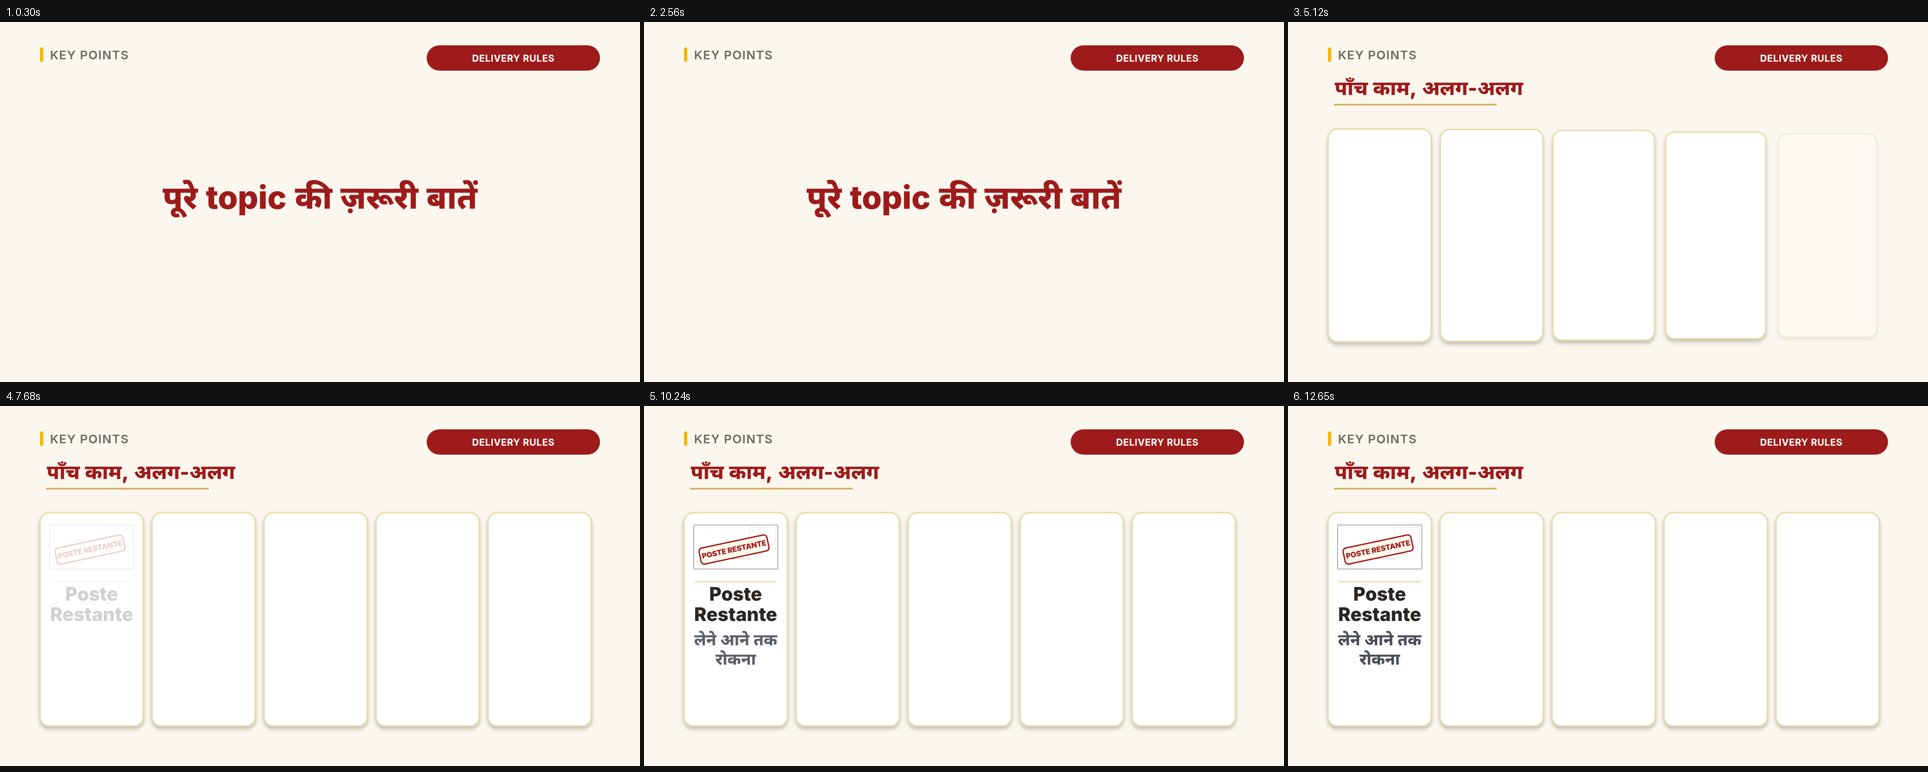 1. 0.30s
KEY POINTS
DELIVERY RULES
पूरे topic की ज़रूरी बातें
2. 2.56s
KEY POINTS
DELIVERY RULES
पूरे topic की ज़रूरी बातें
3. 5.12s
KEY POINTS
DELIVERY RULES
पाँच काम, अलग-अलग
4. 7.68s
KEY POINTS
DELIVERY RULES
पाँच काम, अलग-अलग
POSTE RESTANTE
Poste
Restante
5. 10.24s
KEY POINTS
DELIVERY RULES
पाँच काम, अलग-अलग
POSTE RESTANTE
Poste
Restante
लेने आने तक
रोकना
6. 12.65s
KEY POINTS
DELIVERY RULES
पाँच काम, अलग-अलग
POSTE RESTANTE
Poste
Restante
लेने आने तक
रोकना